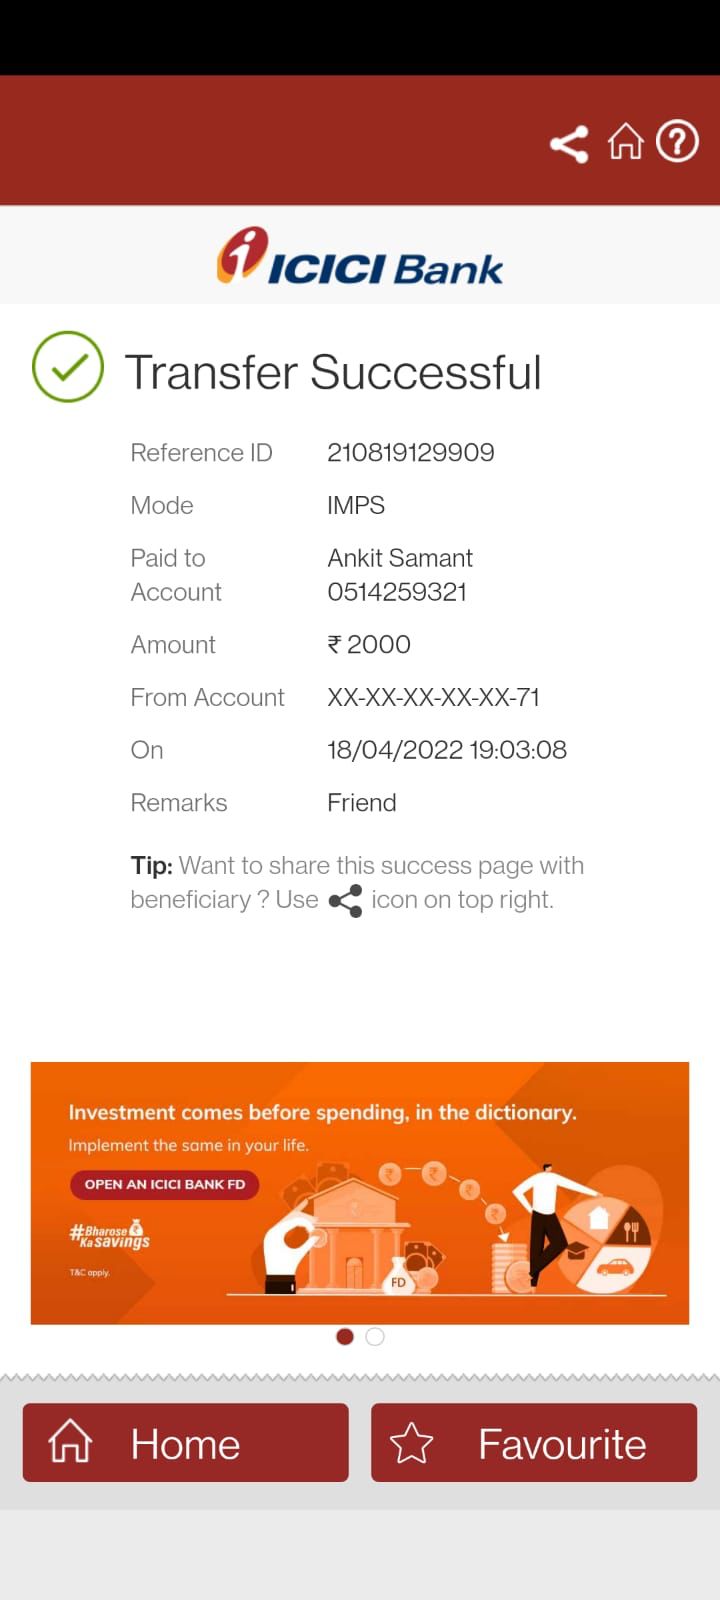 ICICI Bank
Transfer Successful
Reference ID 210819129909
Mode IMPS
Paid to Ankit Samant
Account 0514259321
Amount ₹ 2000
From Account XX-XX-XX-XX-XX-71
On 18/04/2022 19:03:08
Remarks Friend
Tip: Want to share this success page with
beneficiary ? Use icon on top right.
Investment comes before spending, in the dictionary.
Implement the same in your life.
OPEN AN ICICI BANK FD
#Bharose
Ka savings
T&C apply.
FD
Home Favourite